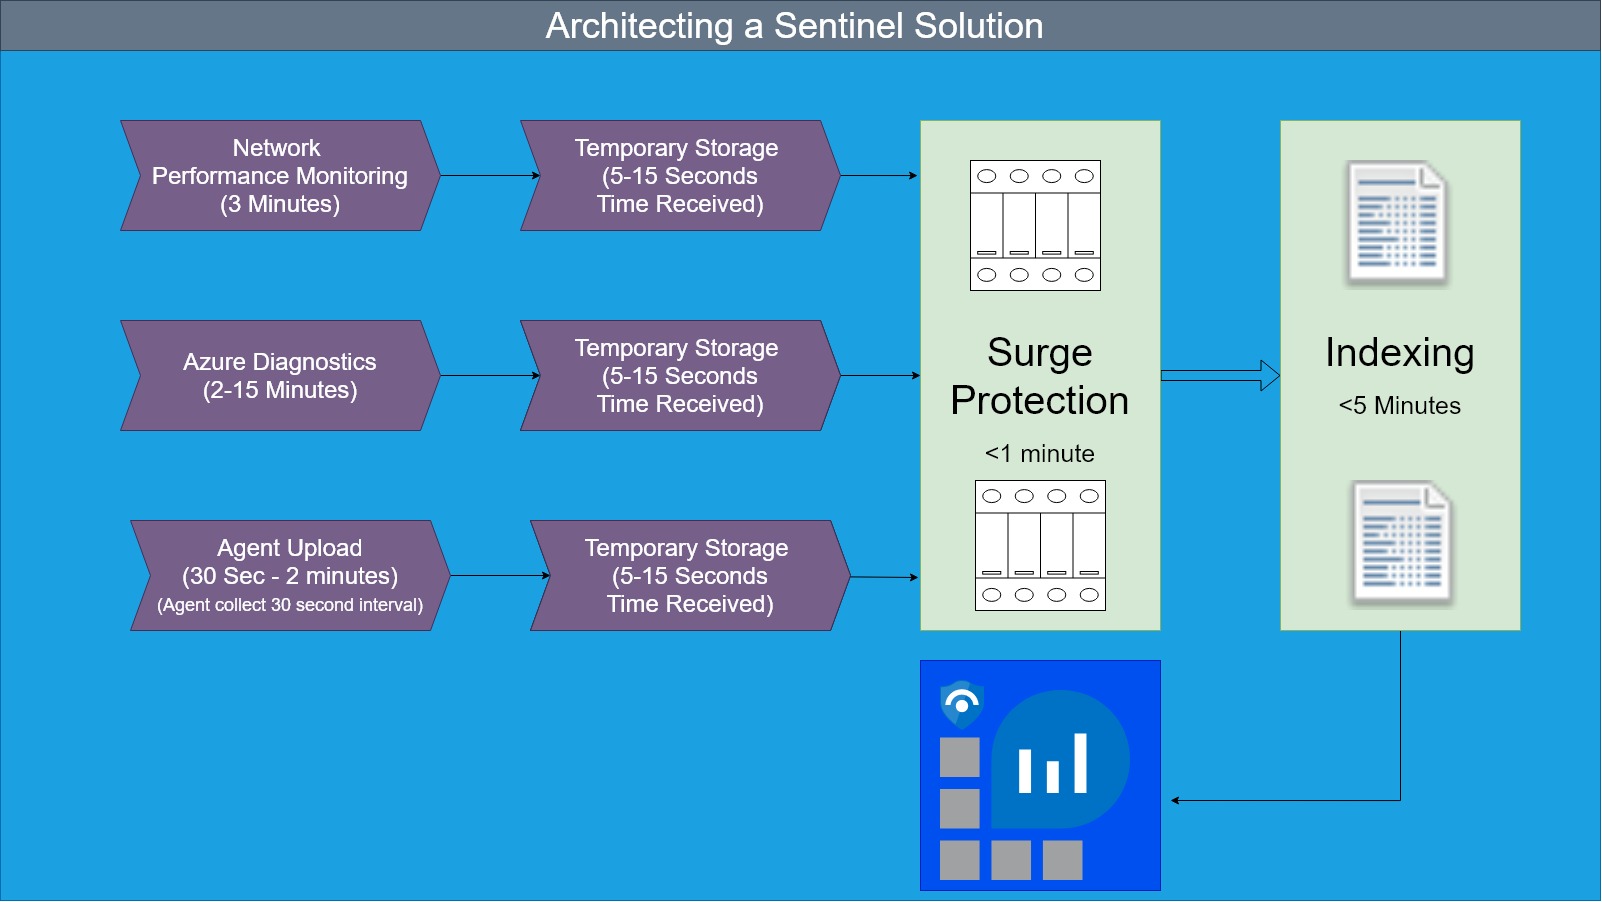 Architecting a Sentinel Solution
Network
Performance Monitoring
(3 Minutes)
Temporary Storage
(5-15 Seconds
Time Received)
Azure Diagnostics
(2-15 Minutes)
Temporary Storage
(5-15 Seconds
Time Received)
Agent Upload
(30 Sec - 2 minutes)
(Agent collect 30 second interval)
Temporary Storage
(5-15 Seconds
Time Received)
Surge
Protection
<1 minute
Indexing
<5 Minutes